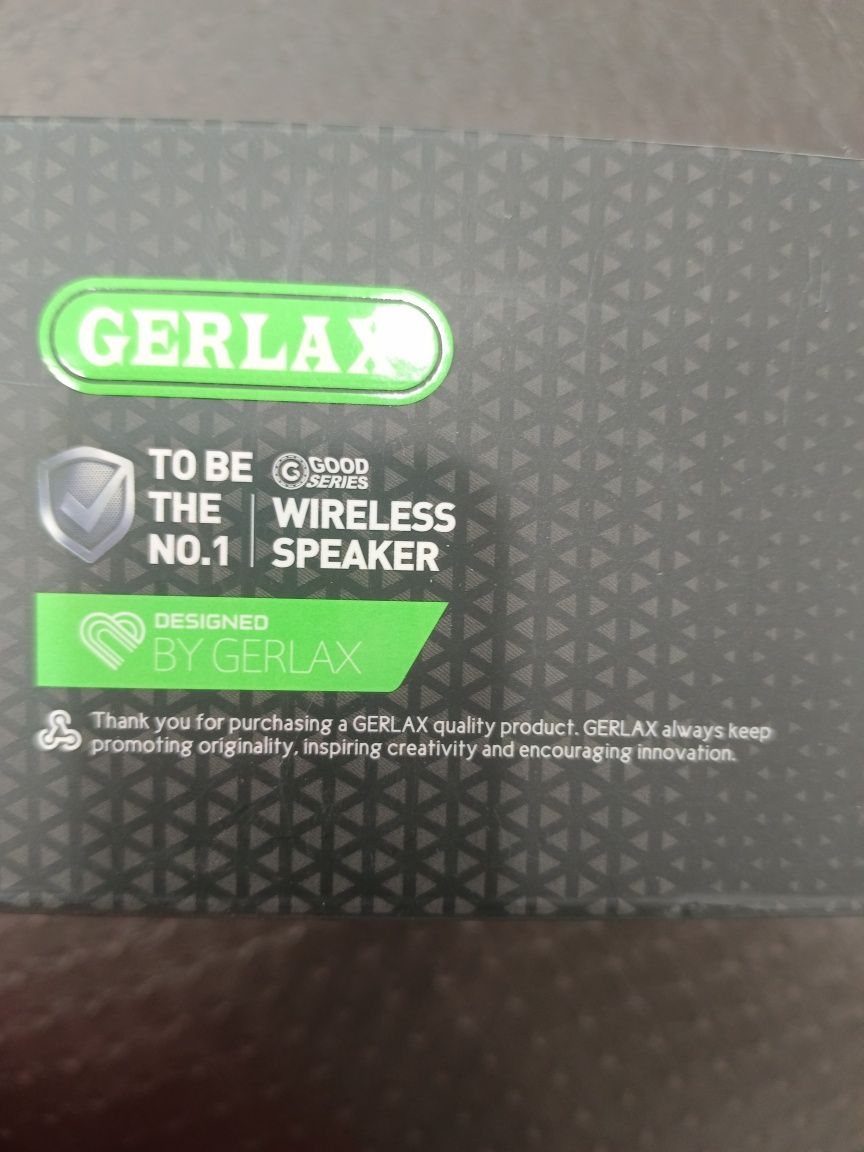 GERLAX
TO BE
THE
NO.1
G GOOD
SERIES
WIRELESS
SPEAKER
DESIGNED
BY GERLAX
Thank you for purchasing a GERLAX quality product. GERLAX always keep
promoting originality, inspiring creativity and encouraging innovation.